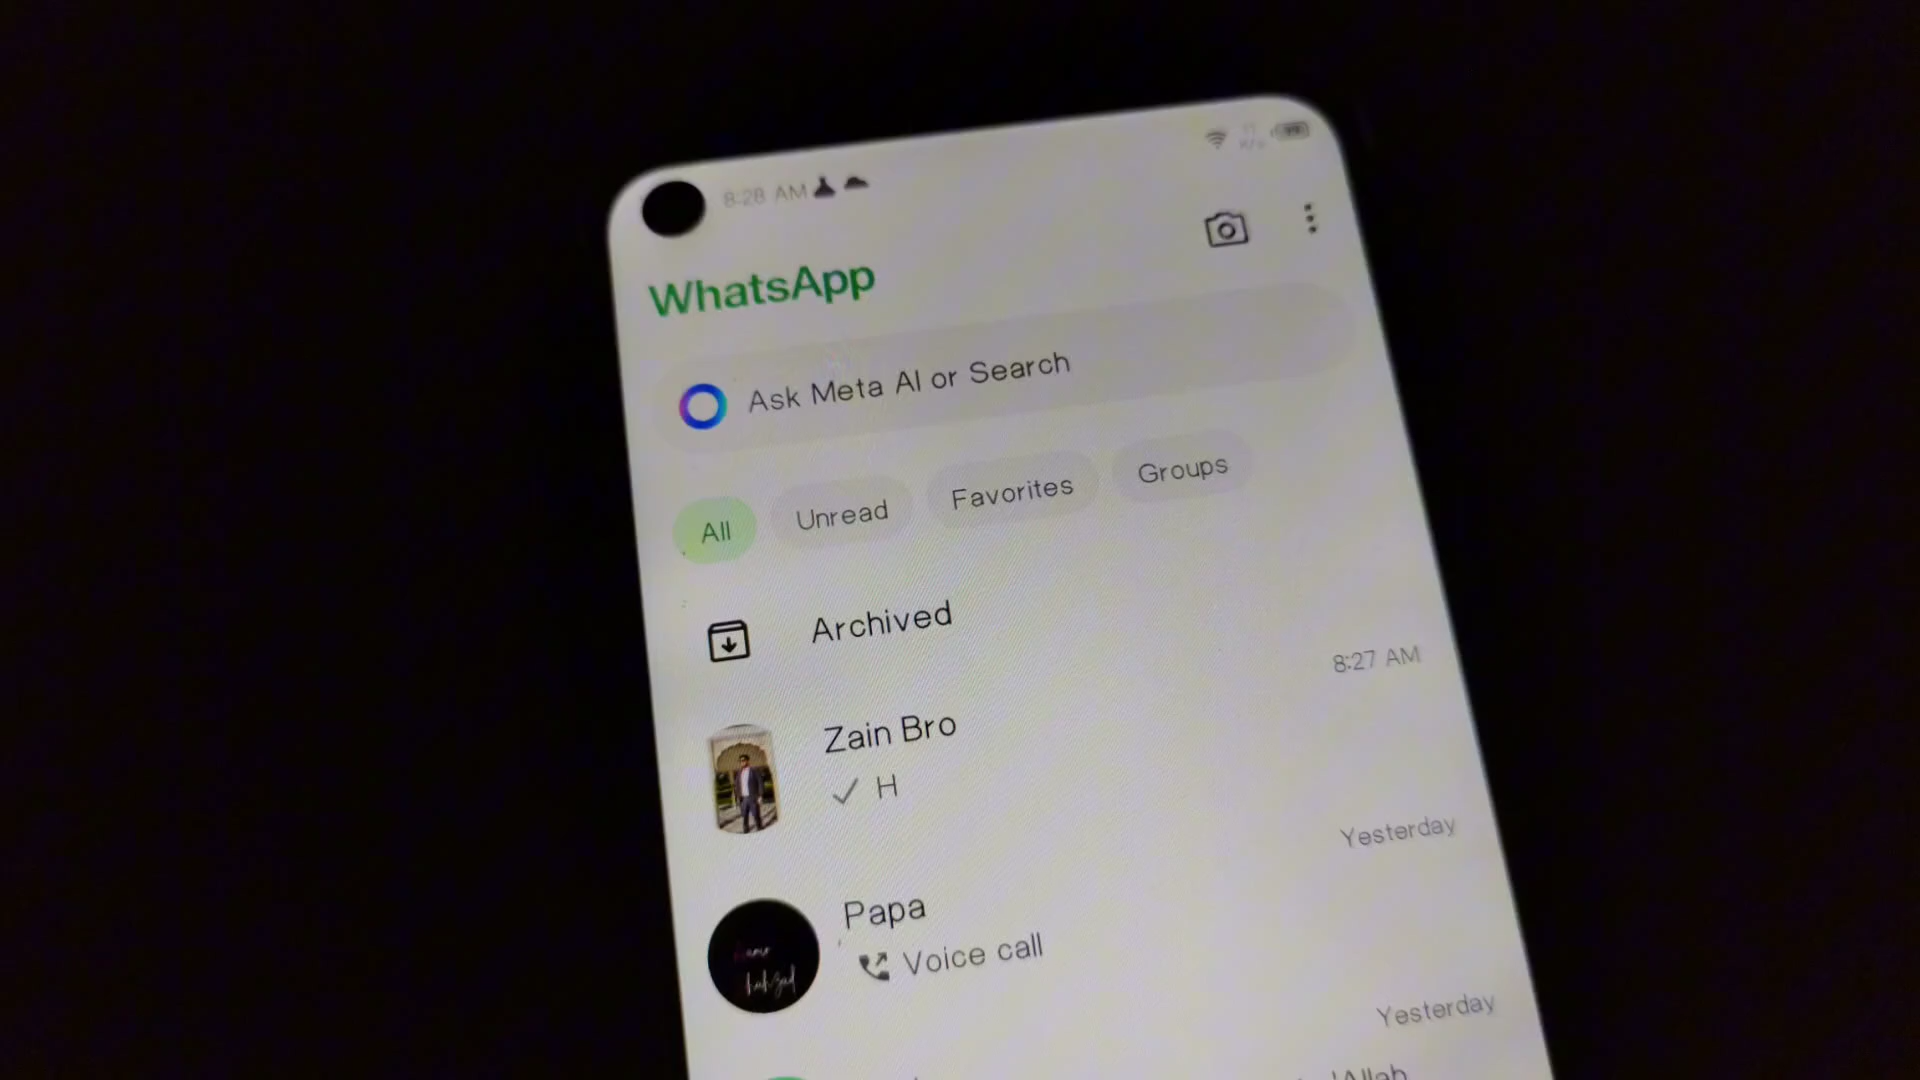 8:28 AM
WhatsApp
Ask Meta AI or Search
All
Unread
Favorites
Groups
Archived
Zain Bro
8:27 AM
H
Papa
Yesterday
Voice call
Yesterday